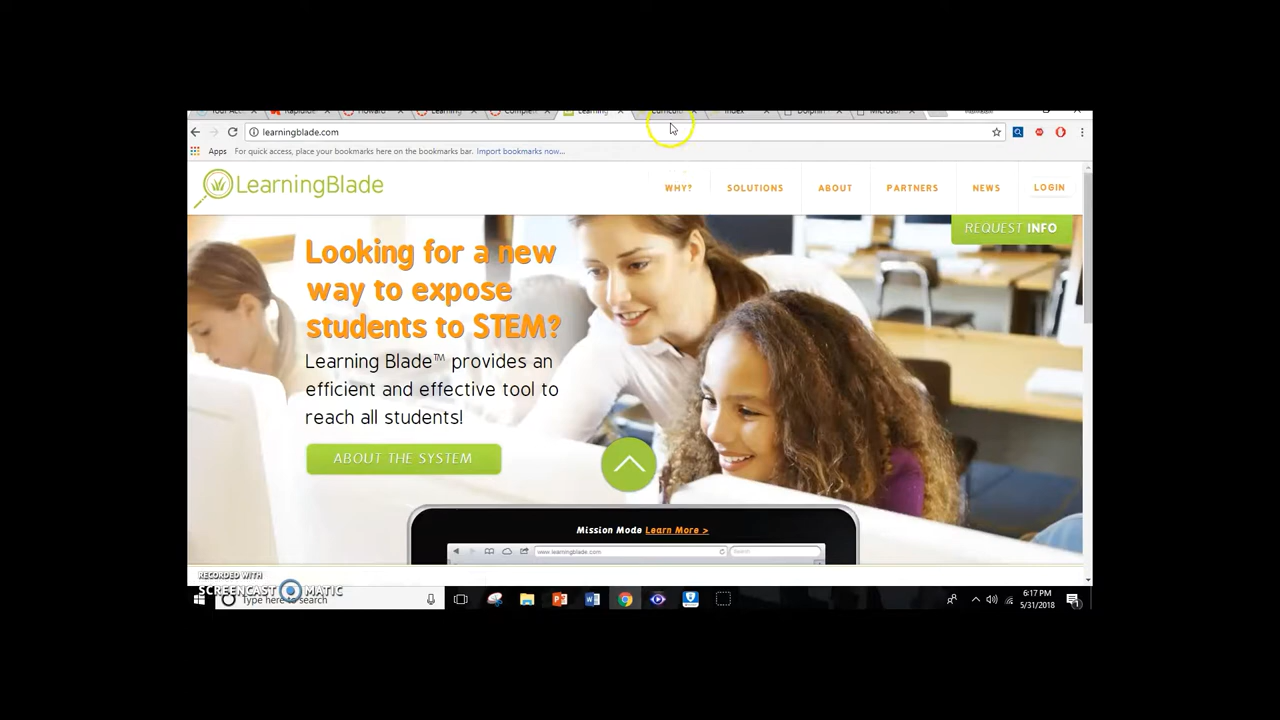 Learning
Index
learningblade.com
Apps For quick access, place your bookmarks here on the bookmarks bar. Import bookmarks now...
LearningBlade
WHY? SOLUTIONS ABOUT PARTNERS NEWS LOGIN
REQUEST INFO
Looking for a new
way to expose
students to STEM?
Learning Blade™ provides an
efficient and effective tool to
reach all students!
ABOUT THE SYSTEM
Mission Mode Learn More >
www.learningblade.com Search
RECORDED WITH
SCREENCAST MATIC
Type here to search
6:17 PM
5/31/2018